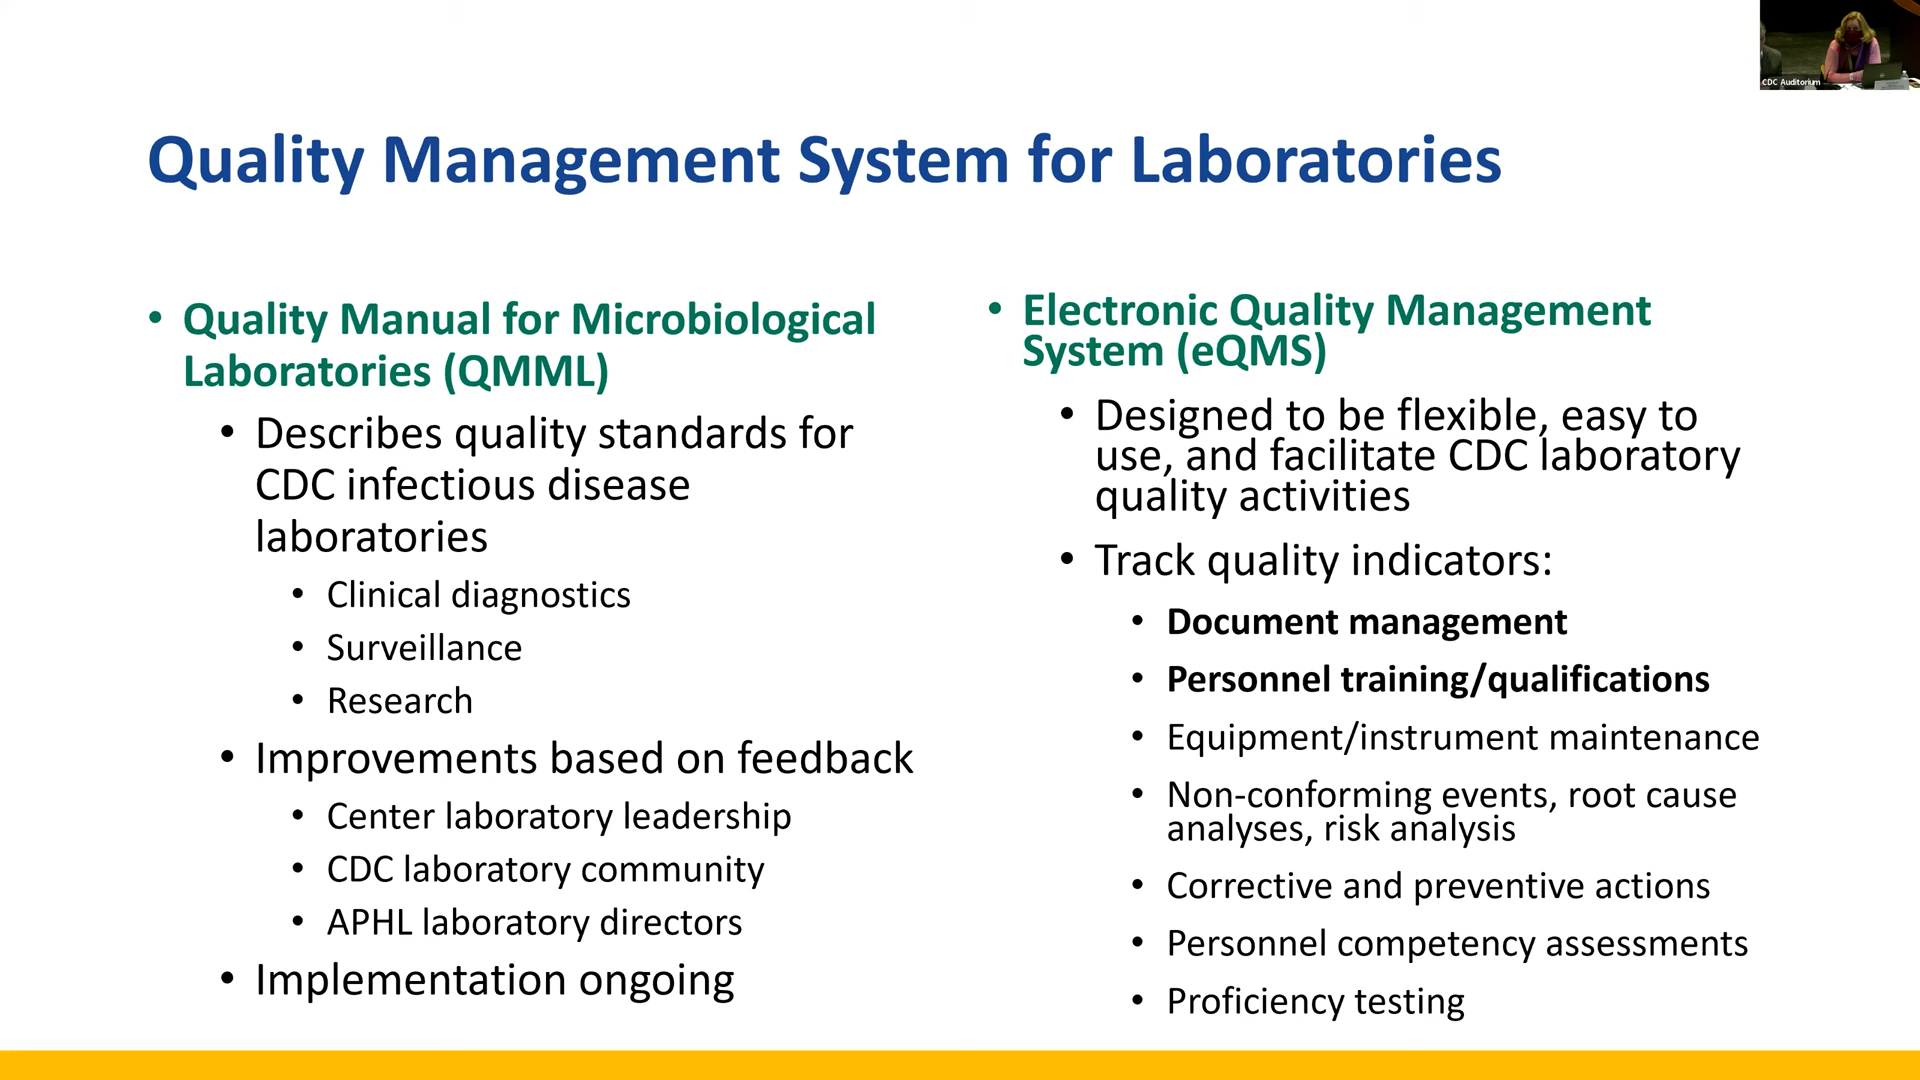 CDC Auditorium
Quality Management System for Laboratories
• Quality Manual for Microbiological
Laboratories (QMML)
• Describes quality standards for
CDC infectious disease
laboratories
• Clinical diagnostics
• Surveillance
• Research
• Improvements based on feedback
• Center laboratory leadership
• CDC laboratory community
• APHL laboratory directors
• Implementation ongoing
• Electronic Quality Management
System (eQMS)
• Designed to be flexible, easy to
use, and facilitate CDC laboratory
quality activities
• Track quality indicators:
• Document management
• Personnel training/qualifications
• Equipment/instrument maintenance
• Non-conforming events, root cause
analyses, risk analysis
• Corrective and preventive actions
• Personnel competency assessments
• Proficiency testing